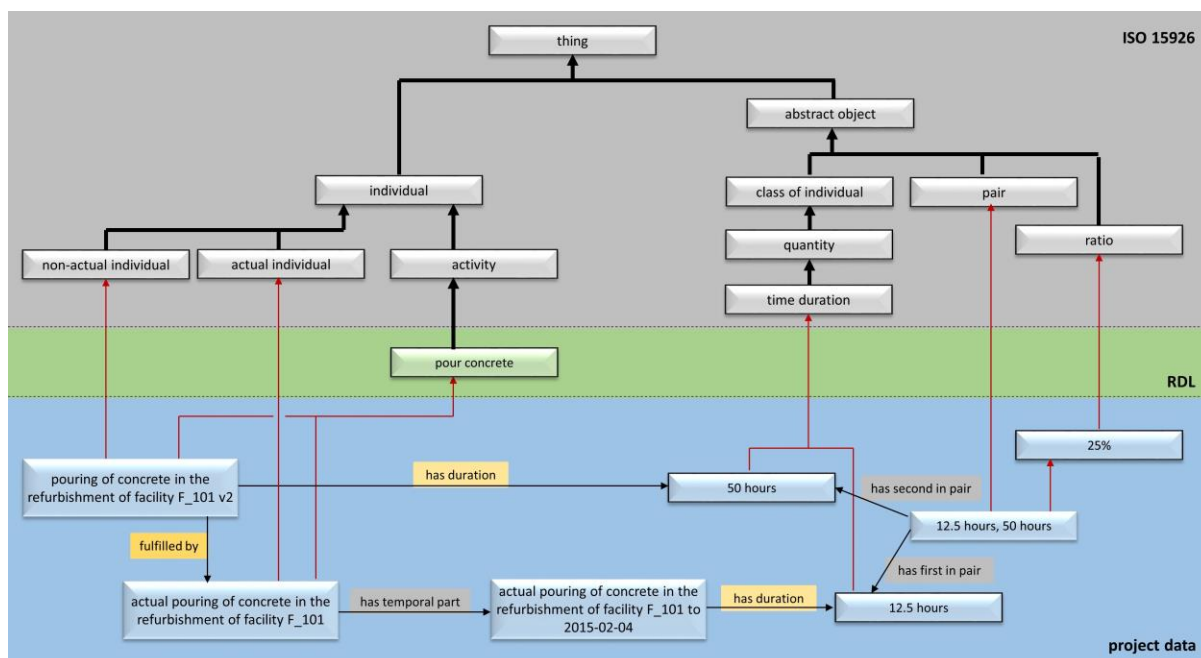 thing
ISO 15926
abstract object
individual
class of individual
pair
non-actual individual
actual individual
activity
quantity
ratio
time duration
pour concrete
RDL
25%
pouring of concrete in the
refurbishment of facility F_101 v2
has duration
50 hours
has second in pair
12.5 hours, 50 hours
fulfilled by
has first in pair
actual pouring of concrete in the
refurbishment of facility F_101
has temporal part
actual pouring of concrete in the
refurbishment of facility F_101 to
2015-02-04
has duration
12.5 hours
project data